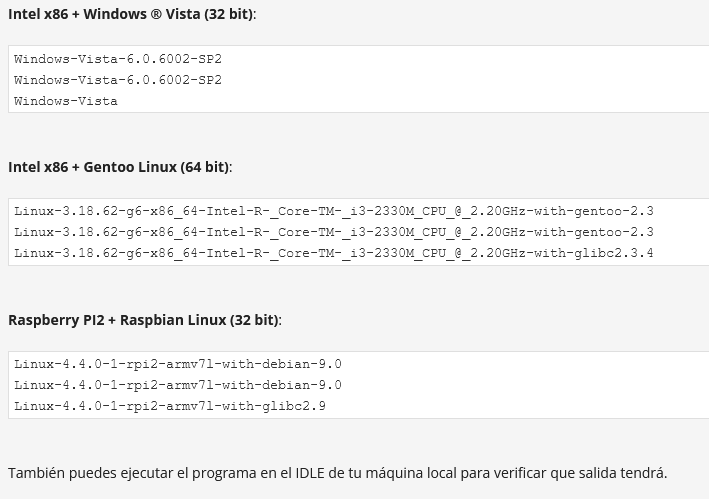 Intel x86 + Windows ® Vista (32 bit):
Windows-Vista-6.0.6002-SP2
Windows-Vista-6.0.6002-SP2
Windows-Vista
Intel x86 + Gentoo Linux (64 bit):
Linux-3.18.62-g6-x86_64-Intel-R-_Core-TM-_i3-2330M_CPU_@_2.20GHz-with-gentoo-2.3
Linux-3.18.62-g6-x86_64-Intel-R-_Core-TM-_i3-2330M_CPU_@_2.20GHz-with-gentoo-2.3
Linux-3.18.62-g6-x86_64-Intel-R-_Core-TM-_i3-2330M_CPU_@_2.20GHz-with-glibc2.3.4
Raspberry PI2 + Raspbian Linux (32 bit):
Linux-4.4.0-1-rpi2-armv7l-with-debian-9.0
Linux-4.4.0-1-rpi2-armv7l-with-debian-9.0
Linux-4.4.0-1-rpi2-armv7l-with-glibc2.9
También puedes ejecutar el programa en el IDLE de tu máquina local para verificar que salida tendrá.